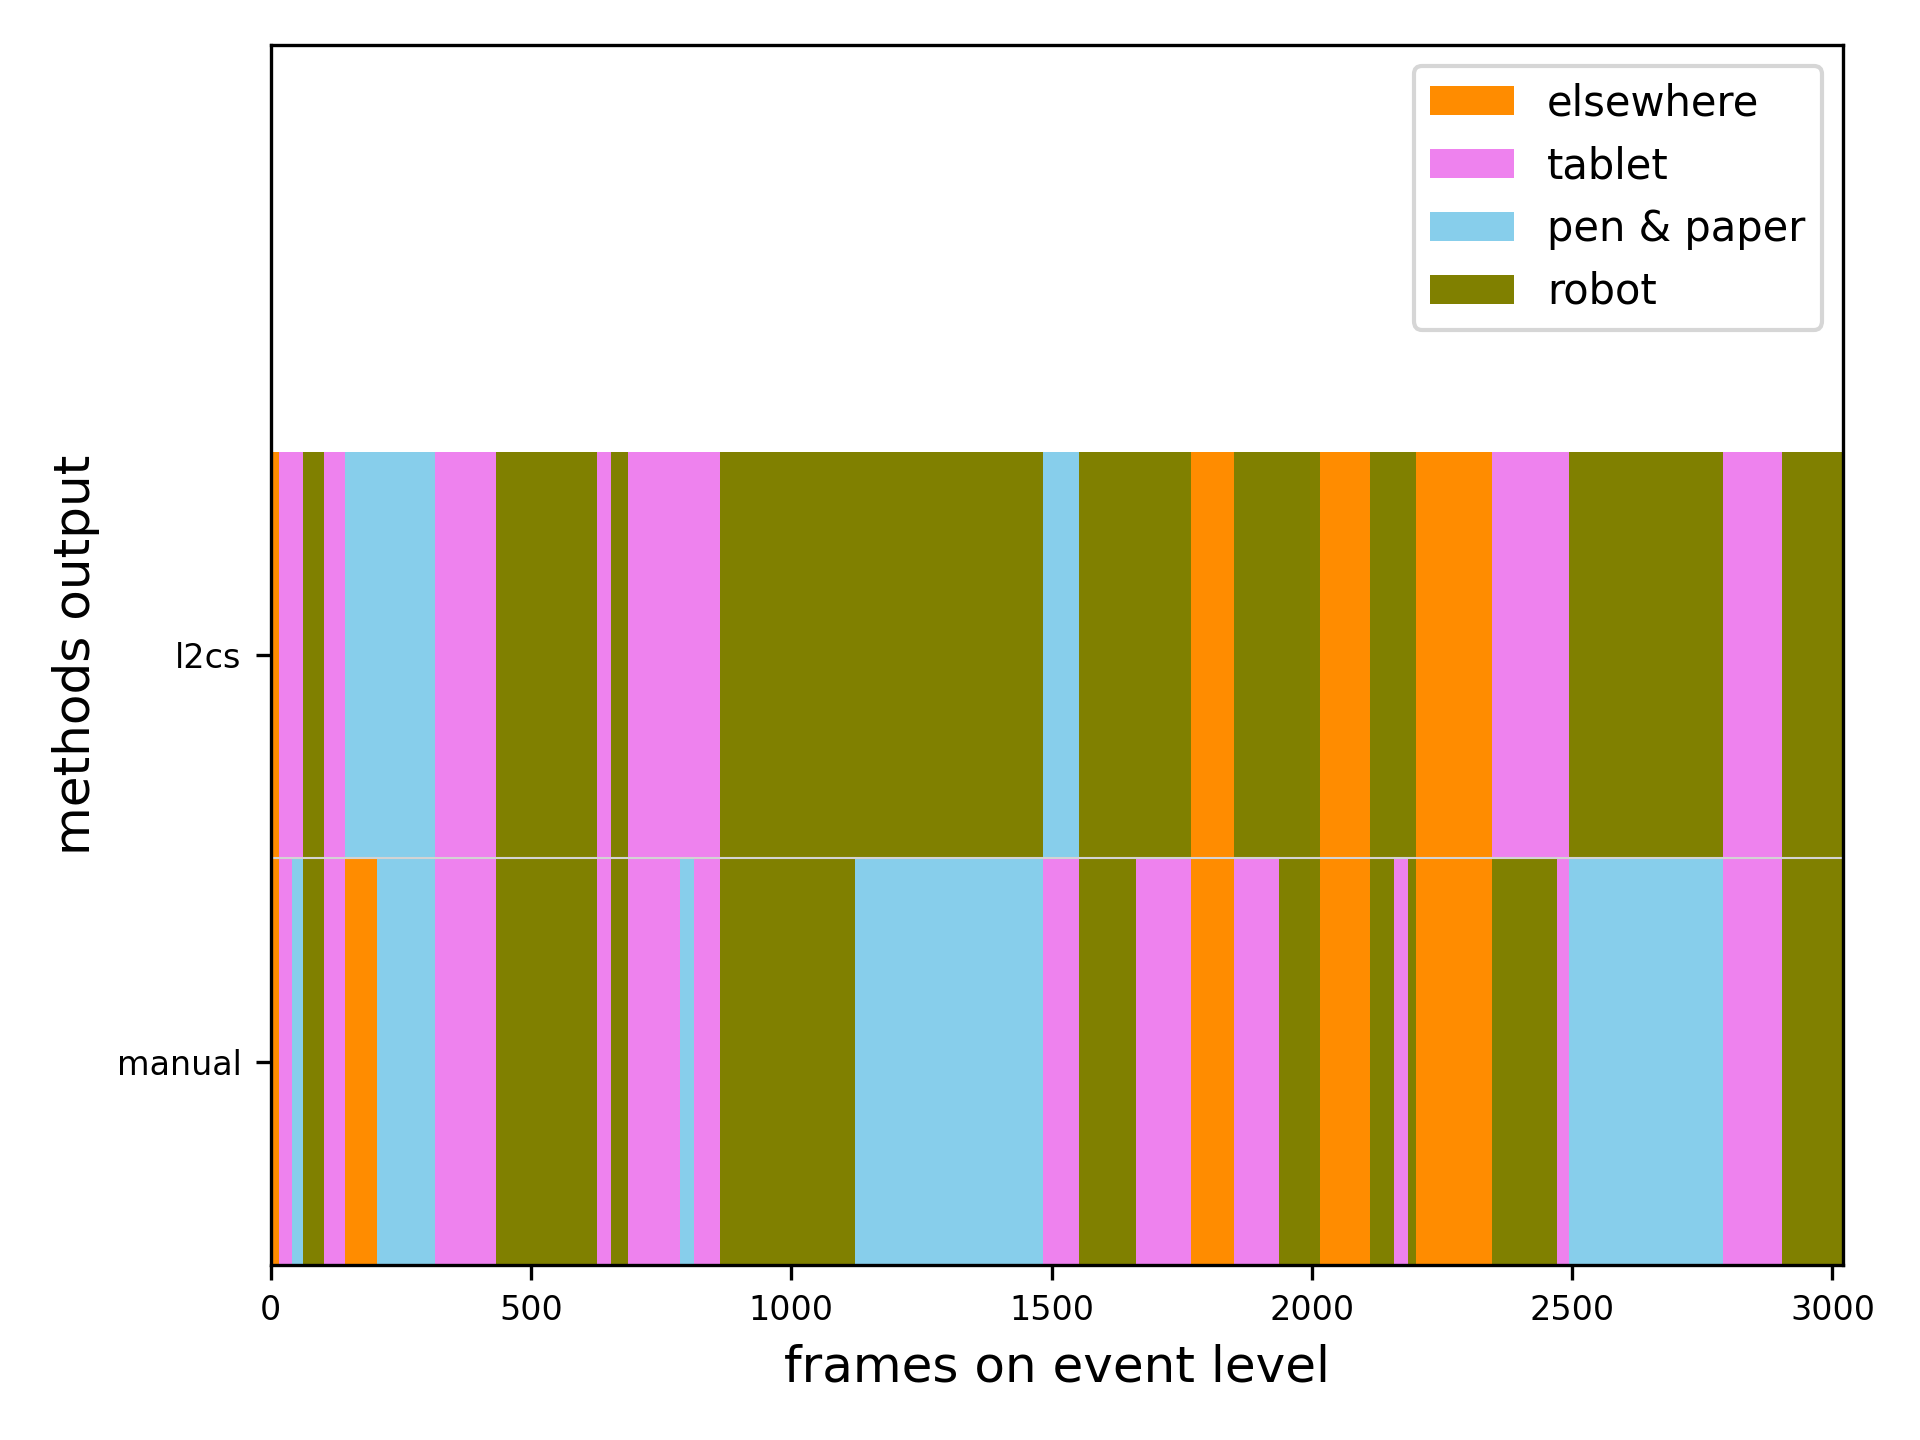 elsewhere
tablet
pen & paper
robot
methods output
l2cs
manual
0 500 1000 1500 2000 2500 3000
frames on event level